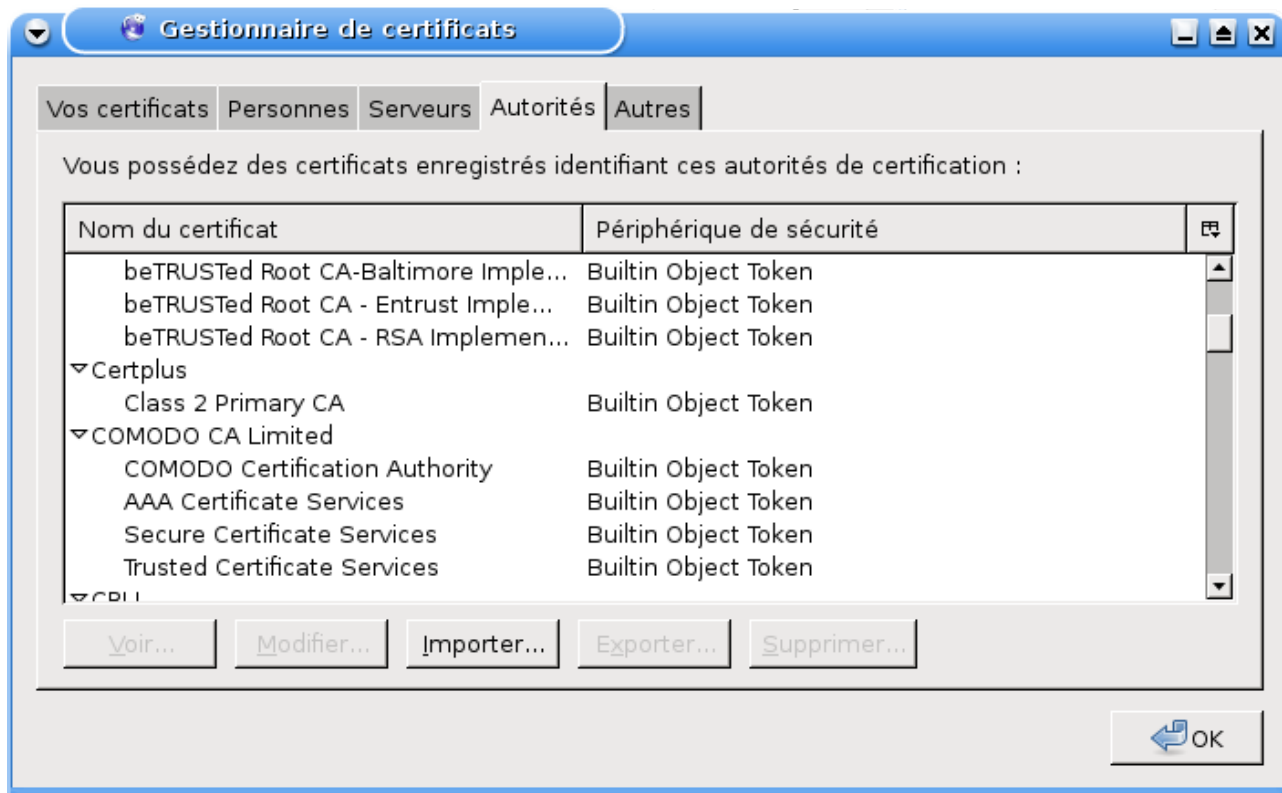 Gestionnaire de certificats
Vos certificats Personnes Serveurs Autorités Autres
Vous possédez des certificats enregistrés identifiant ces autorités de certification :
Nom du certificat Périphérique de sécurité
beTRUSTed Root CA-Baltimore Imple... Builtin Object Token
beTRUSTed Root CA - Entrust Imple... Builtin Object Token
beTRUSTed Root CA - RSA Implemen... Builtin Object Token
Certplus
Class 2 Primary CA Builtin Object Token
COMODO CA Limited
COMODO Certification Authority Builtin Object Token
AAA Certificate Services Builtin Object Token
Secure Certificate Services Builtin Object Token
Trusted Certificate Services Builtin Object Token
Voir... Modifier... Importer... Exporter... Supprimer...
OK